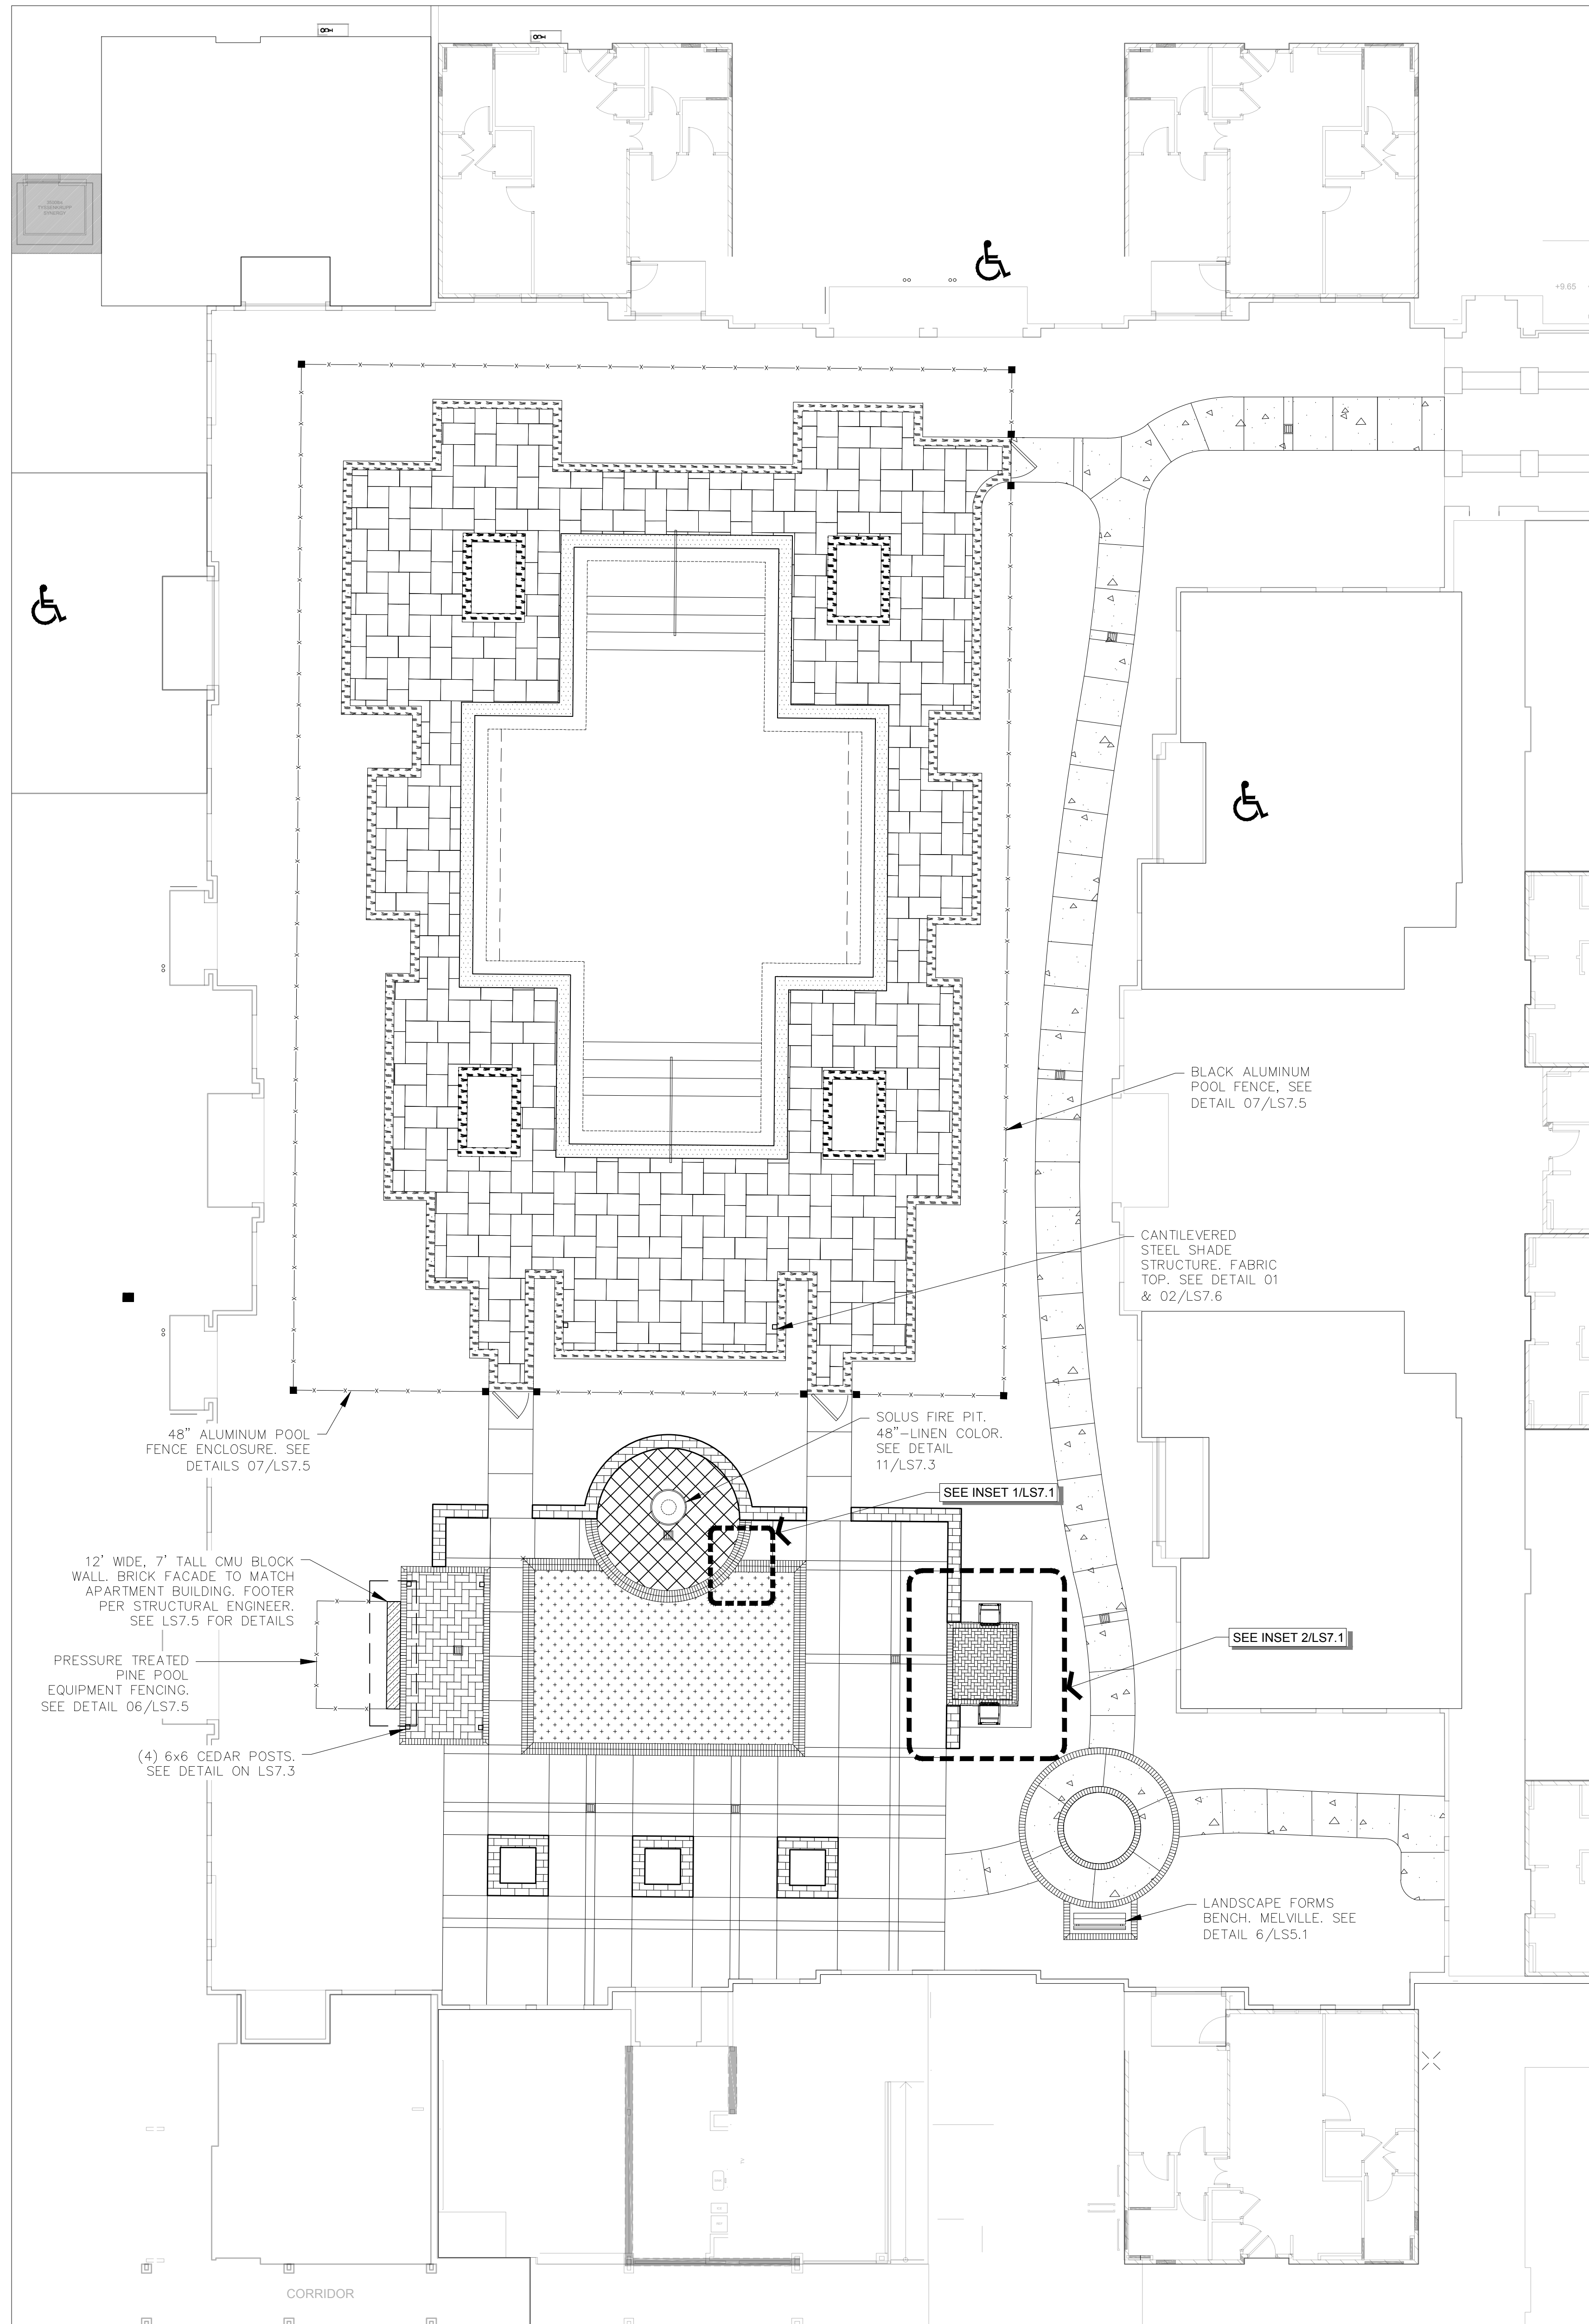 +9.65
BLACK ALUMINUM
POOL FENCE, SEE
DETAIL 07/LS7.5
CANTILEVERED
STEEL SHADE
STRUCTURE. FABRIC
TOP. SEE DETAIL 01
& 02/LS7.6
48" ALUMINUM POOL
FENCE ENCLOSURE. SEE
DETAILS 07/LS7.5
SOLUS FIRE PIT.
48"-LINEN COLOR.
SEE DETAIL
11/LS7.3
SEE INSET 1/LS7.1
12' WIDE, 7' TALL CMU BLOCK
WALL. BRICK FACADE TO MATCH
APARTMENT BUILDING. FOOTER
PER STRUCTURAL ENGINEER.
SEE LS7.5 FOR DETAILS
SEE INSET 2/LS7.1
PRESSURE TREATED
PINE POOL
EQUIPMENT FENCING.
SEE DETAIL 06/LS7.5
(4) 6x6 CEDAR POSTS.
SEE DETAIL ON LS7.3
LANDSCAPE FORMS
BENCH. MELVILLE. SEE
DETAIL 6/LS5.1
CORRIDOR